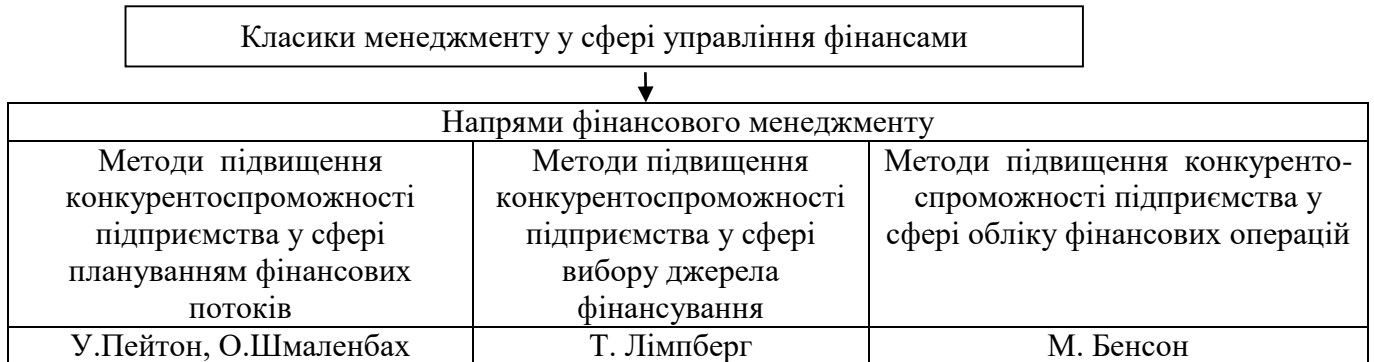 Класики менеджменту у сфері управління фінансами
Напрями фінансового менеджменту
Методи підвищення
конкурентоспроможності
підприємства у сфері
плануванням фінансових
потоків
Методи підвищення
конкурентоспроможності
підприємства у сфері
вибору джерела
фінансування
Методи підвищення конкуренто-
спроможності підприємства у
сфері обліку фінансових операцій
У.Пейтон, О.Шмаленбах
Т. Лімпберг
М. Бенсон